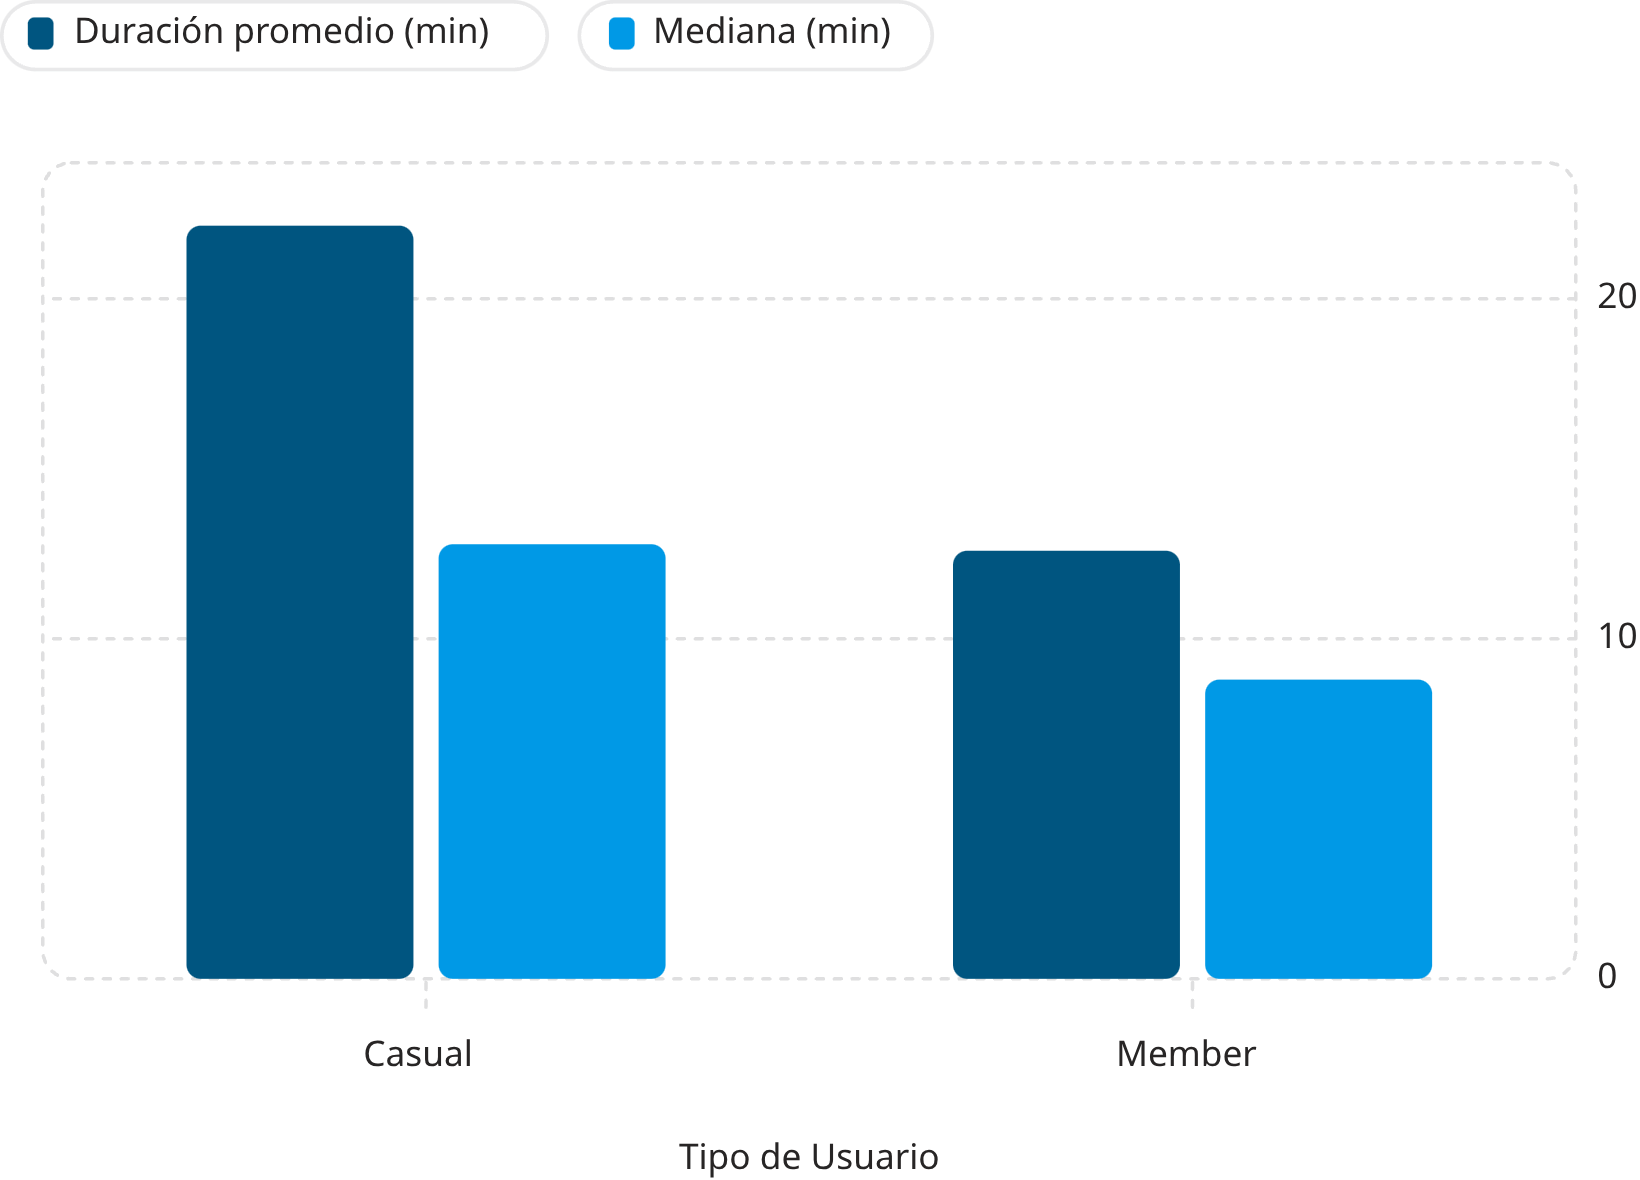 Duración promedio (min)
Mediana (min)
20
10
0
Casual
Member
Tipo de Usuario